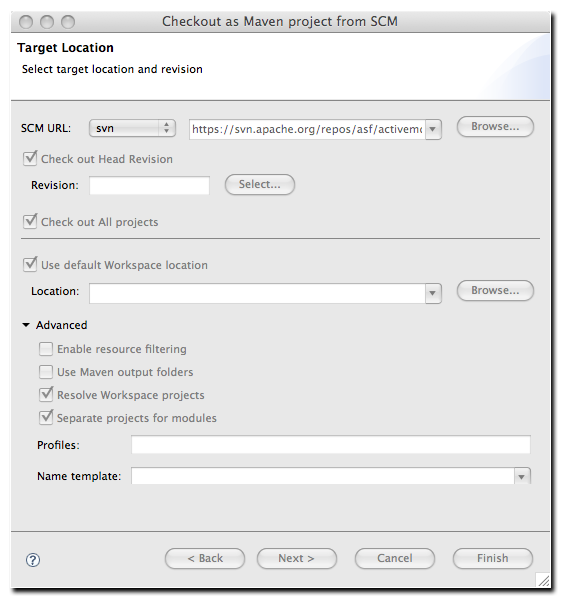 Checkout as Maven project from SCM
Target Location
Select target location and revision
SCM URL: svn https://svn.apache.org/repos/asf/activem Browse...
Check out Head Revision
Revision: Select...
Check out All projects
Use default Workspace location
Location: Browse...
Advanced
Enable resource filtering
Use Maven output folders
Resolve Workspace projects
Separate projects for modules
Profiles:
Name template:
? < Back Next > Cancel Finish